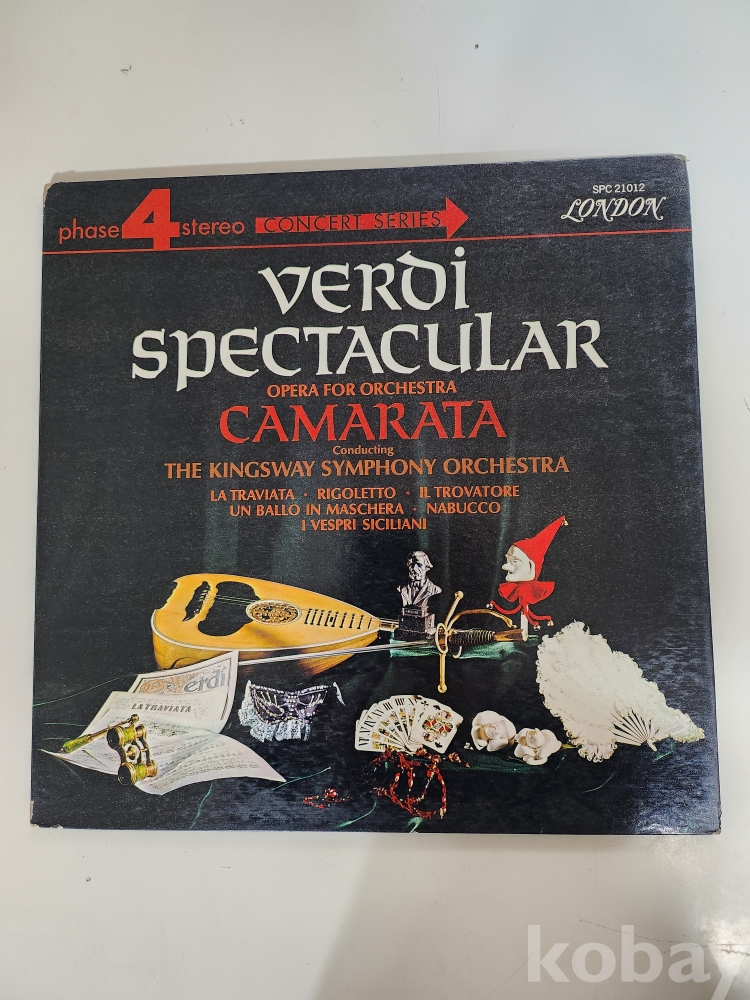 SPC 21012
LONDON
phase 4 stereo CONCERT SERIES
VERDI
SPECTACULAR
OPERA FOR ORCHESTRA
CAMARATA
Conducting
THE KINGSWAY SYMPHONY ORCHESTRA
LA TRAVIATA · RIGOLETTO · IL TROVATORE
UN BALLO IN MASCHERA · NABUCCO
I VESPRI SICILIANI
Verdi
LA TRAVIATA
kobay